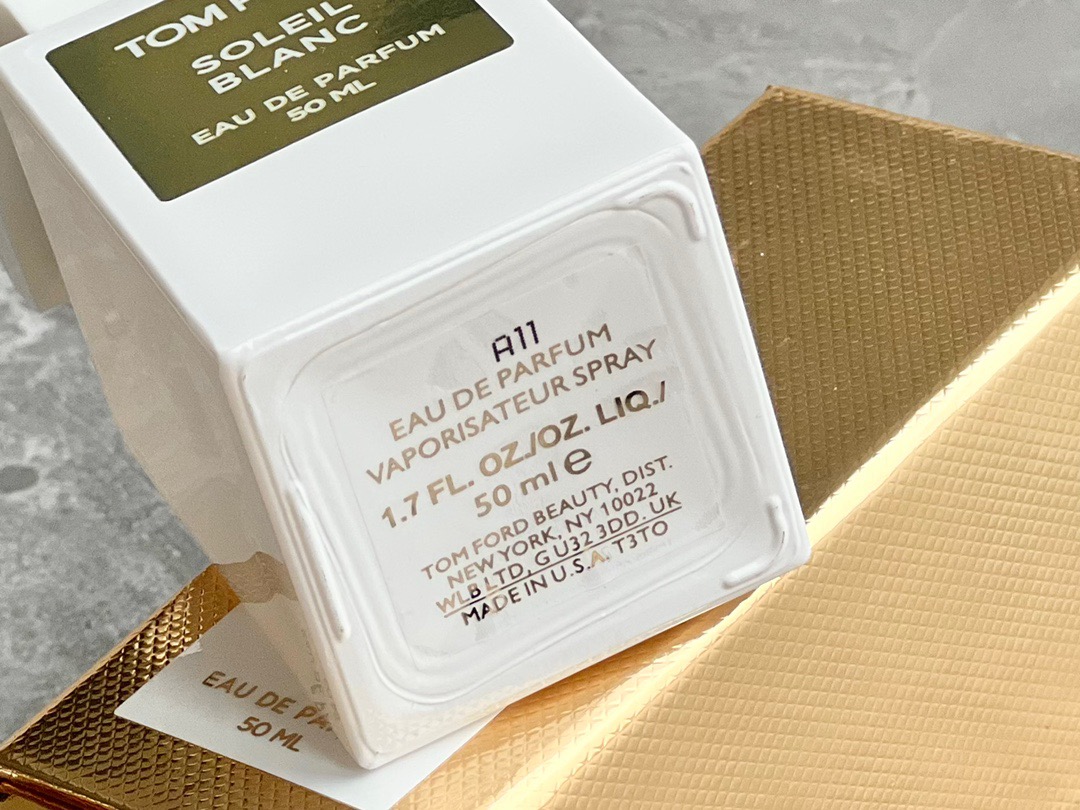 TOM F
SOLEIL
BLANC
EAU DE PARFUM
50 ML
A11
EAU DE PARFUM
VAPORISATEUR SPRAY
1.7 FL. OZ./OZ. LIQ./
50 ml e
TOM FORD BEAUTY, DIST.
NEW YORK, NY 10022
WLB LTD, GU32 3DD. UK
MADE IN U.S.A. T3TO
EAU DE PA
50 ML